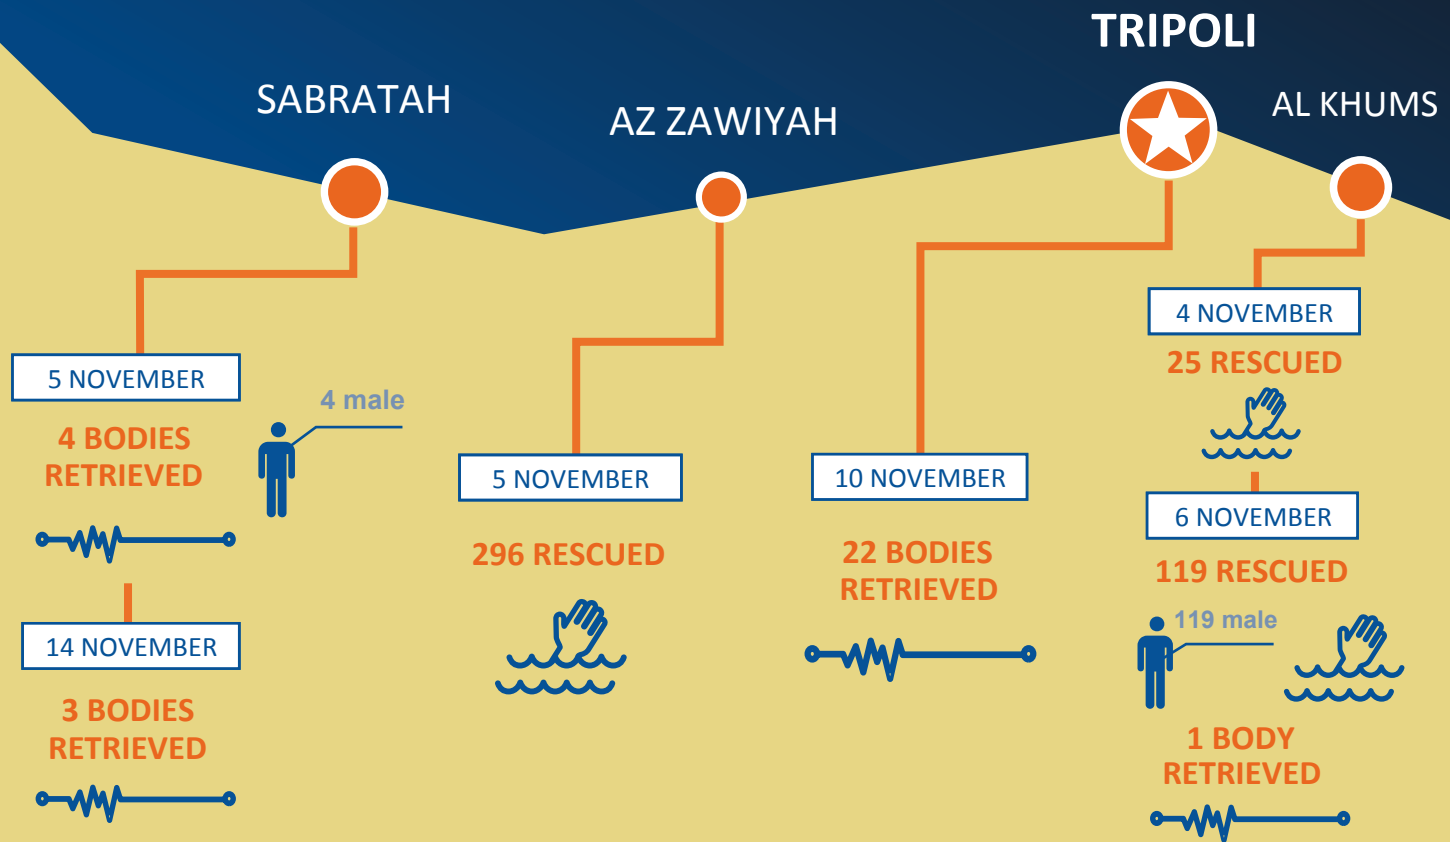 TRIPOLI
SABRATAH
AZ ZAWIYAH
AL KHUMS
5 NOVEMBER
4 BODIES
RETRIEVED
4 male
14 NOVEMBER
3 BODIES
RETRIEVED
5 NOVEMBER
296 RESCUED
10 NOVEMBER
22 BODIES
RETRIEVED
4 NOVEMBER
25 RESCUED
6 NOVEMBER
119 RESCUED
119 male
1 BODY
RETRIEVED